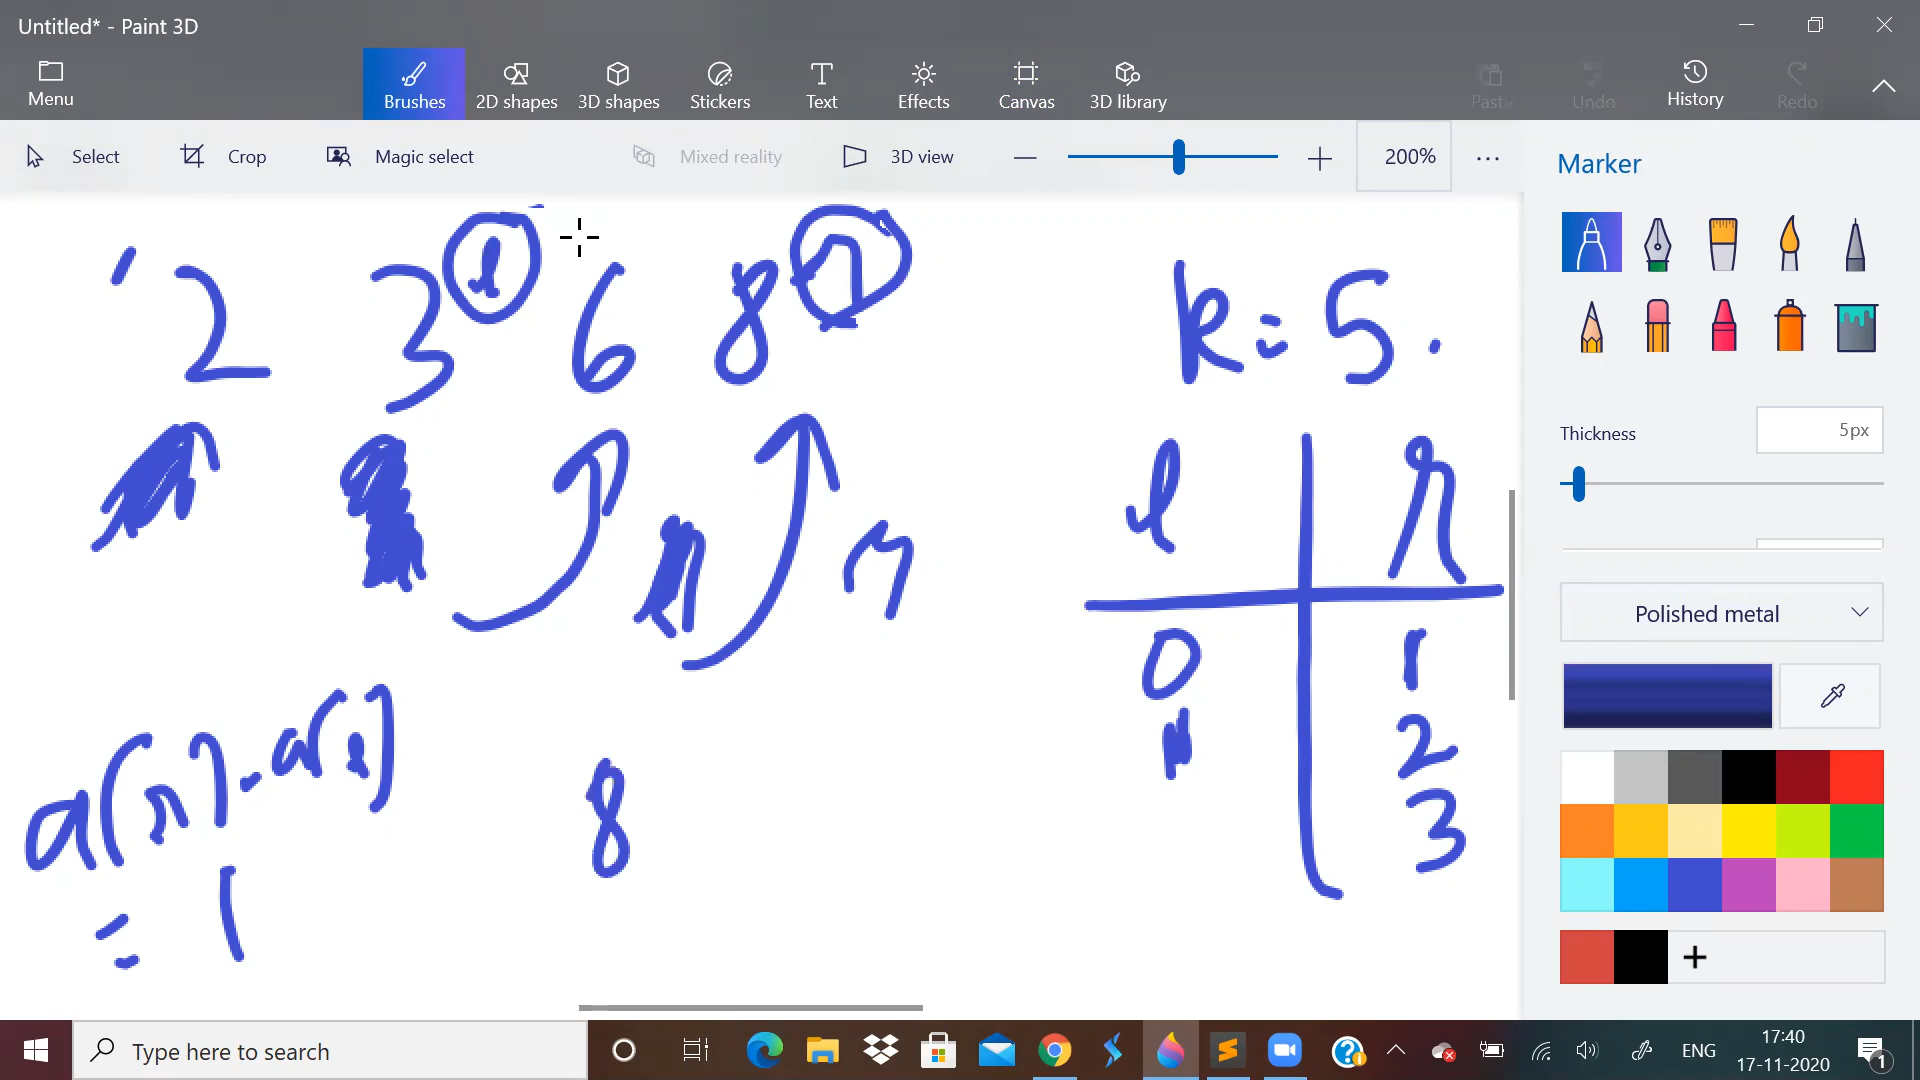 Untitled* - Paint 3D
Menu
Brushes
2D shapes
3D shapes
Stickers
Text
Effects
Canvas
3D library
Paste
Undo
History
Redo
Select
Crop
Magic select
Mixed reality
3D view
200%
Marker
2 3 6 8
k = 5.
l r
0 1
2
3
8
= 1
Thickness
5px
Polished metal
Type here to search
ENG
17:40
17-11-2020
1